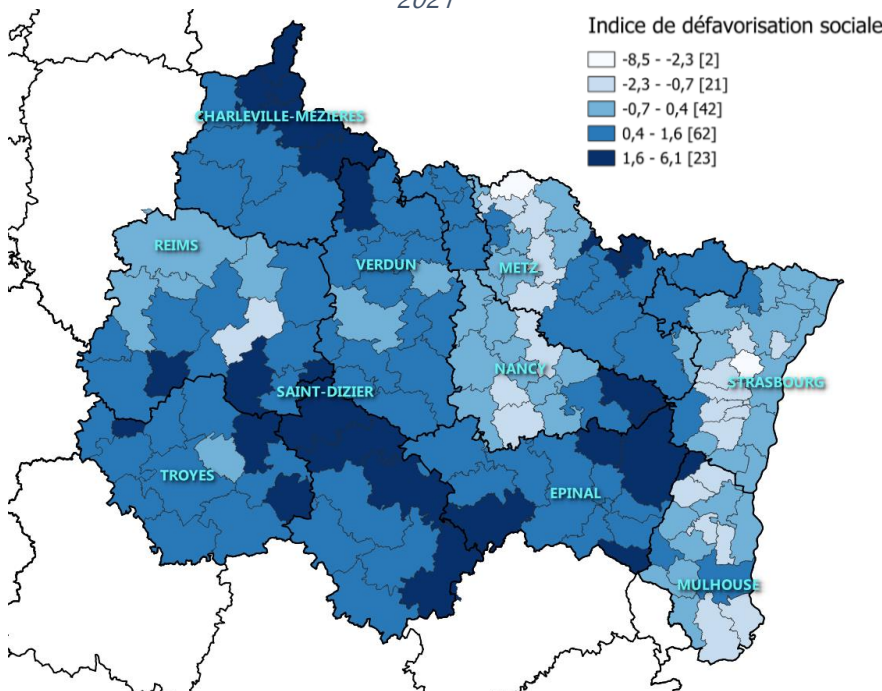 2021
Indice de défavorisation sociale
-8,5 - -2,3 [2]
-2,3 - -0,7 [21]
-0,7 - 0,4 [42]
0,4 - 1,6 [62]
1,6 - 6,1 [23]
CHARLEVILLE-MÉZIÈRES
REIMS
VERDUN
METZ
NANCY
STRASBOURG
SAINT-DIZIER
TROYES
EPINAL
MULHOUSE